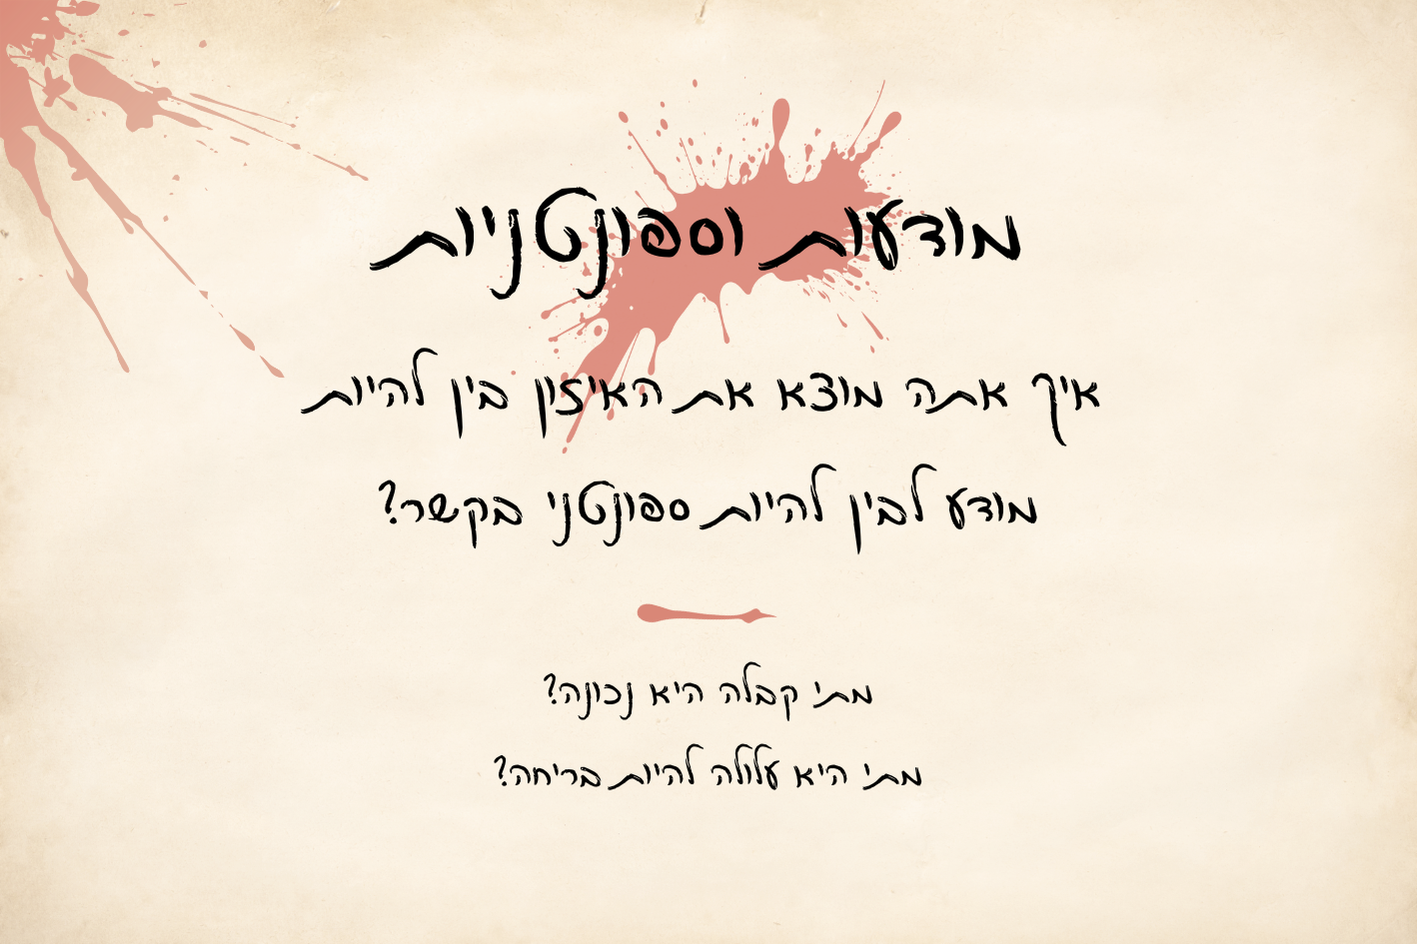 מודעות וספונטניות
איך אתה מוצא את האיזון בין להיות
מודע לבין להיות ספונטני בקשר?
מתי קבלה היא נכונה?
מתי היא עלולה להיות בריחה?